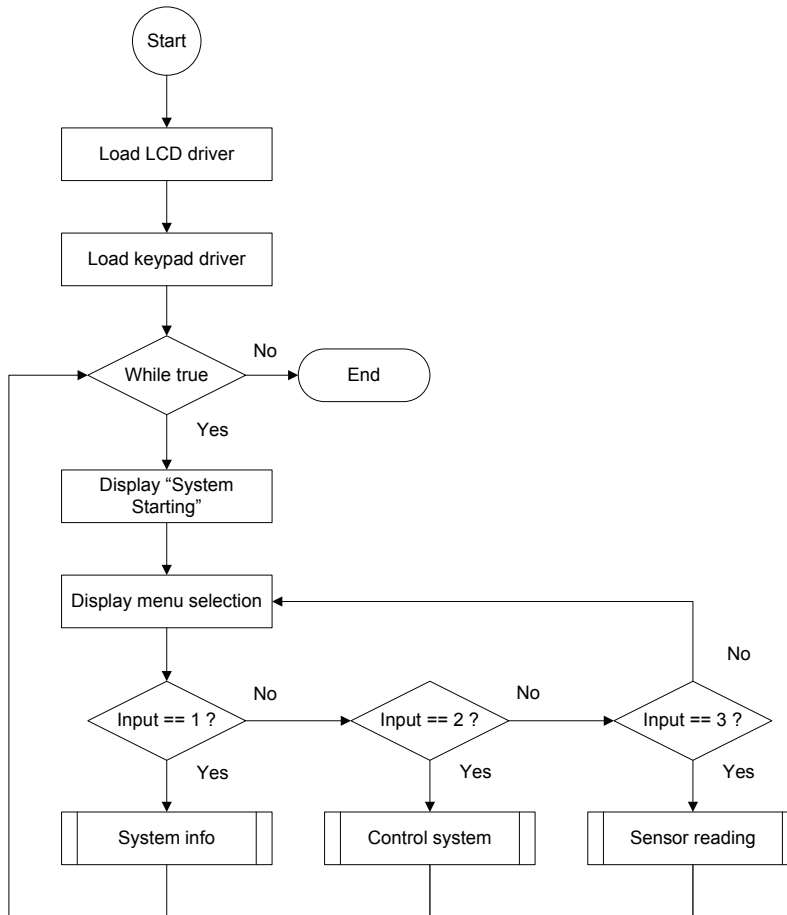 Start
Load LCD driver
Load keypad driver
While true
No
End
Yes
Display “System
Starting”
Display menu selection
No
Input == 1 ?
No
Input == 2 ?
No
Input == 3 ?
Yes
Yes
Yes
System info
Control system
Sensor reading